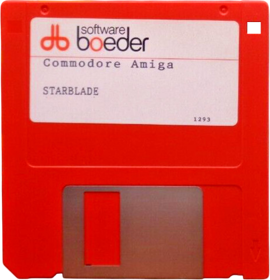 software
boeder
Commodore Amiga
STARBLADE
1293